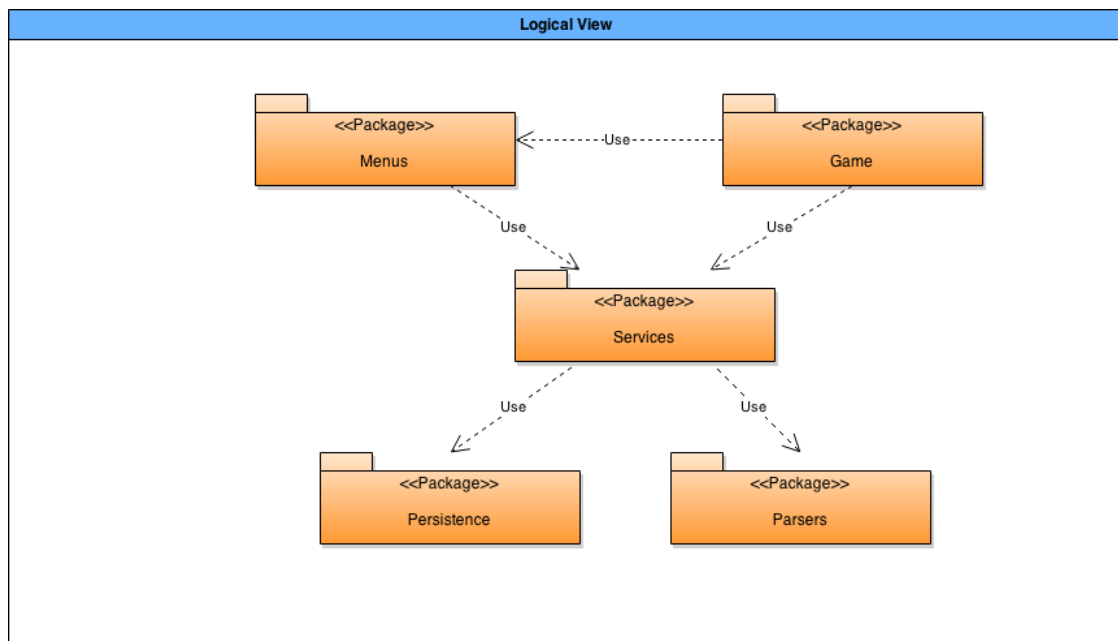 Logical View
<<Package>>
Menus
Use
<<Package>>
Game
Use
Use
<<Package>>
Services
Use
Use
<<Package>>
Persistence
<<Package>>
Parsers